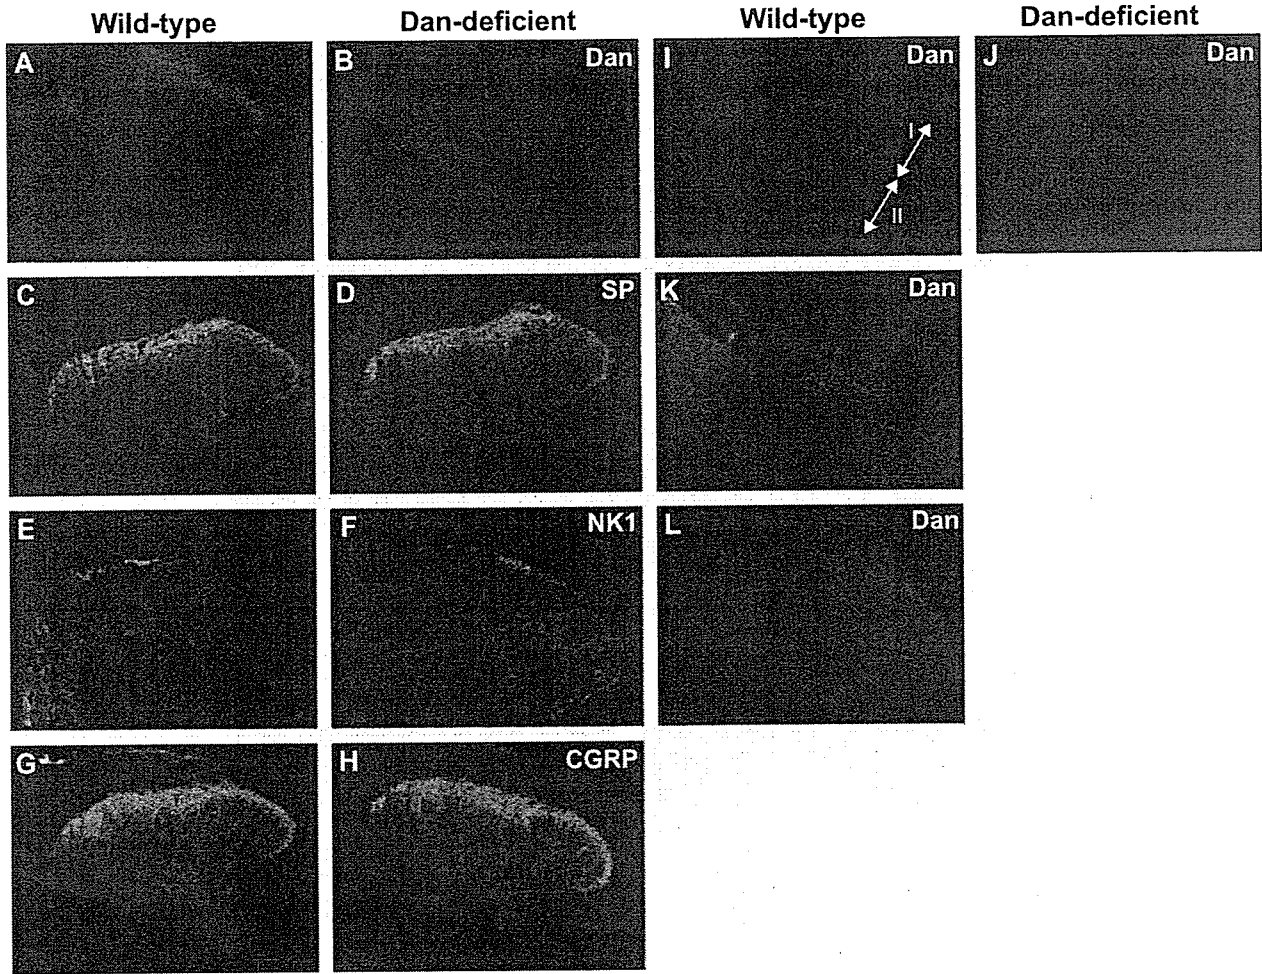 Wild-type
Dan-deficient
Wild-type
Dan-deficient
A
B
Dan
I
Dan
I
II
J
Dan
C
D
SP
K
Dan
E
F
NK1
L
Dan
G
H
CGRP